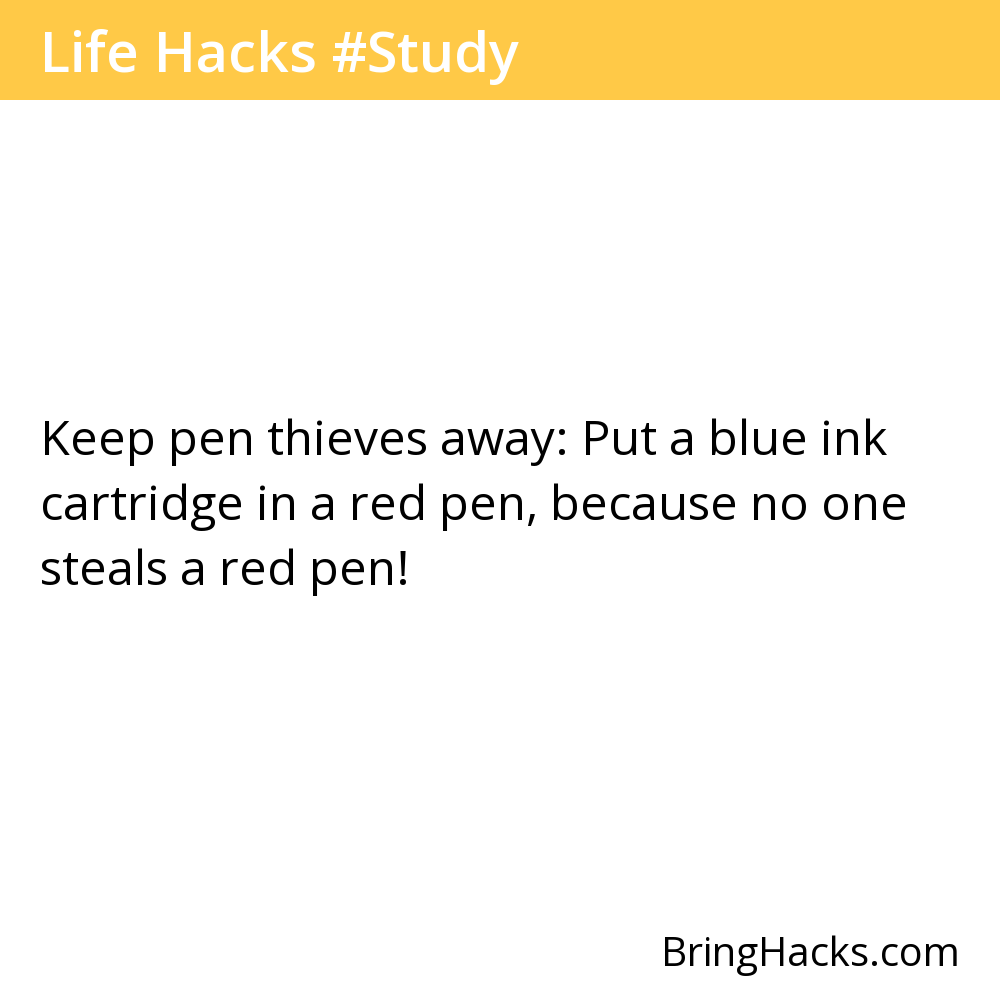 Life Hacks #Study
Keep pen thieves away: Put a blue ink
cartridge in a red pen, because no one
steals a red pen!
BringHacks.com